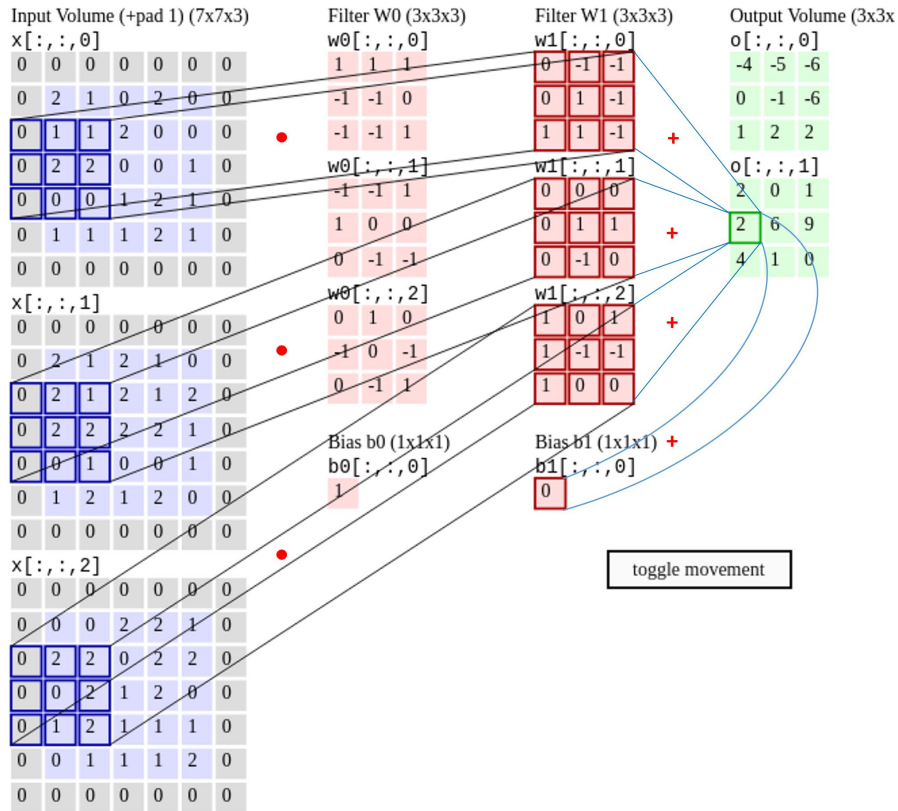 Input Volume (+pad 1) (7x7x3)
x[:,:,0]
0 0 0 0 0 0 0
0 2 1 0 2 0 0
0 1 1 2 0 0 0
0 2 2 0 0 1 0
0 0 0 1 2 1 0
0 1 1 1 2 1 0
0 0 0 0 0 0 0
x[:,:,1]
0 0 0 0 0 0 0
0 2 1 2 1 0 0
0 2 1 2 1 2 0
0 2 2 2 2 1 0
0 0 1 0 0 1 0
0 1 2 1 2 0 0
0 0 0 0 0 0 0
x[:,:,2]
0 0 0 0 0 0 0
0 0 0 2 2 1 0
0 2 2 0 2 2 0
0 0 2 1 2 0 0
0 1 2 1 1 1 0
0 0 1 1 1 2 0
0 0 0 0 0 0 0
Filter W0 (3x3x3)
w0[:,:,0]
1 1 1
-1 -1 0
-1 -1 1
w0[:,:,1]
-1 -1 1
1 0 0
0 -1 -1
w0[:,:,2]
0 1 0
-1 0 -1
0 -1 1
Bias b0 (1x1x1)
b0[:,:,0]
1
Filter W1 (3x3x3)
w1[:,:,0]
0 -1 -1
0 1 -1
1 1 -1
w1[:,:,1]
0 0 0
0 1 1
0 -1 0
w1[:,:,2]
1 0 1
1 -1 -1
1 0 0
Bias b1 (1x1x1)
b1[:,:,0]
0
+
+
+
+
Output Volume (3x3x
o[:,:,0]
-4 -5 -6
0 -1 -6
1 2 2
o[:,:,1]
2 0 1
2 6 9
4 1 0
toggle movement